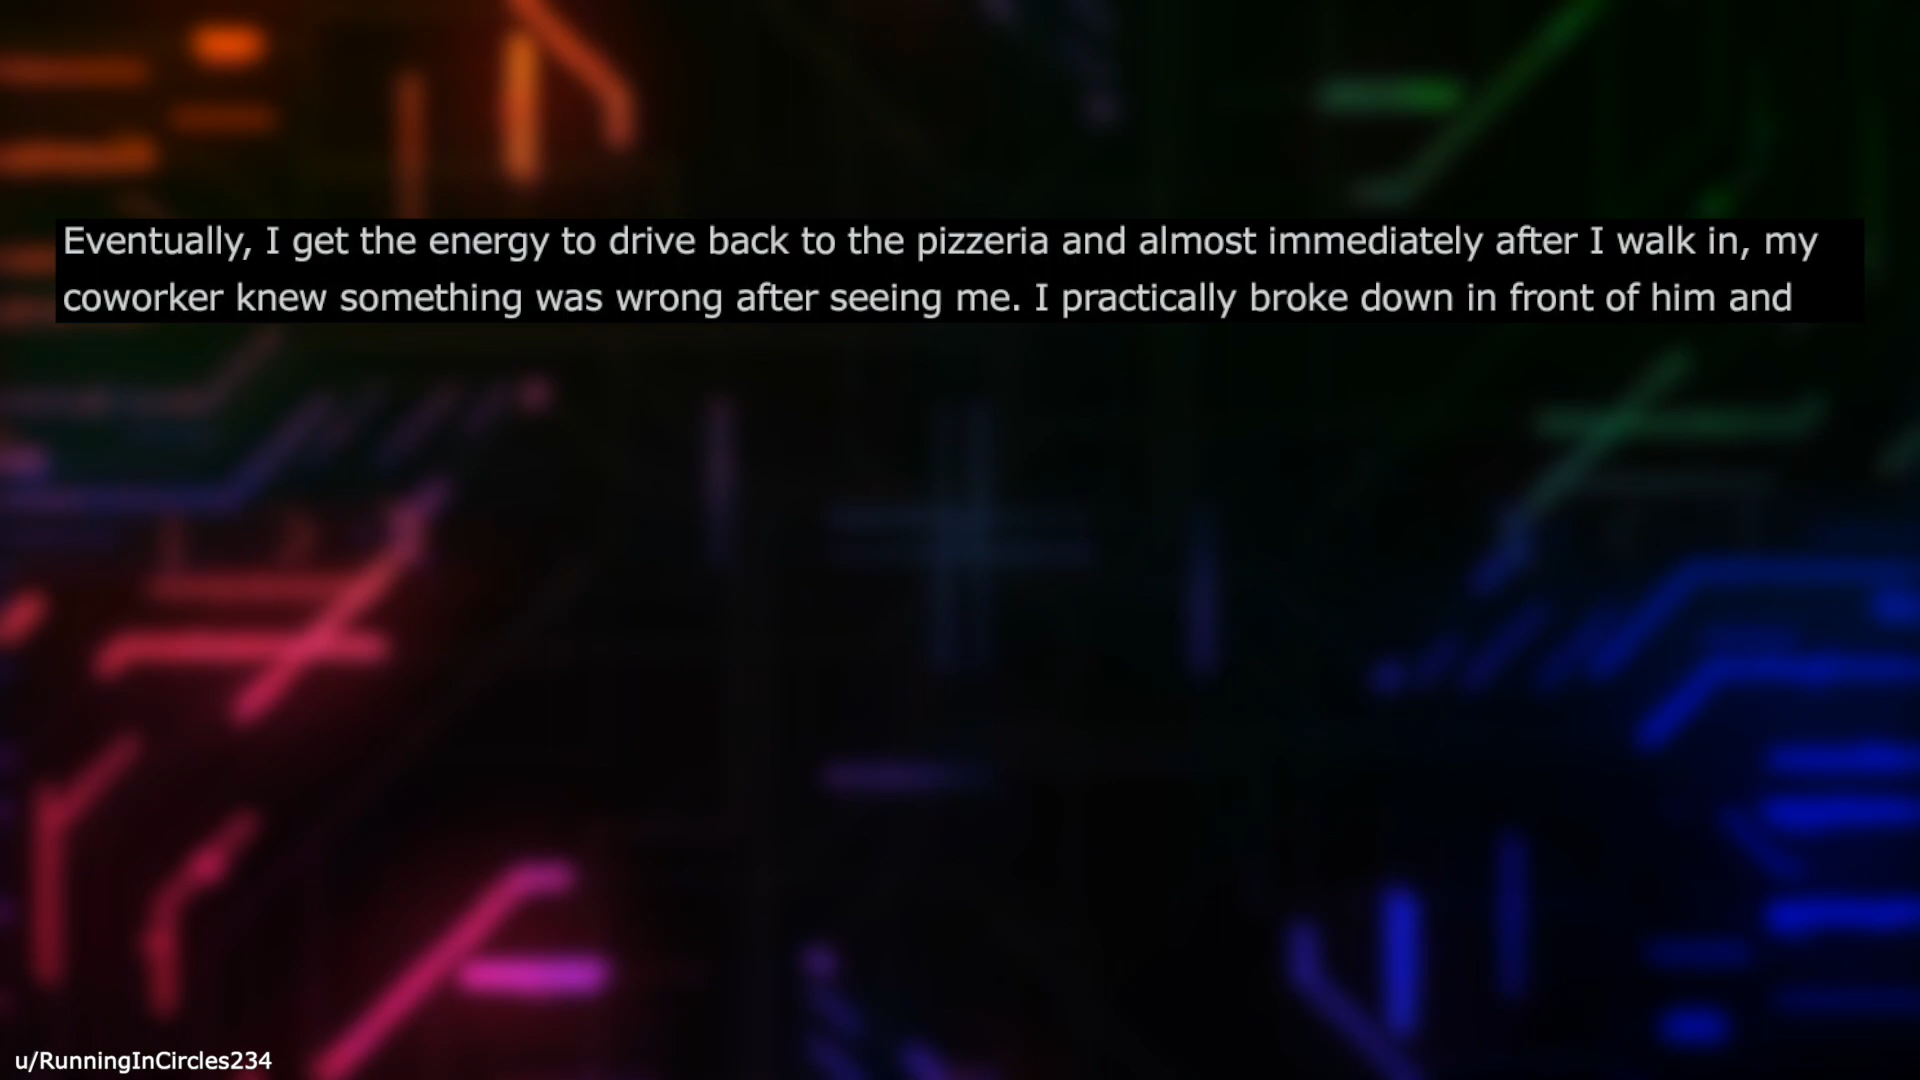 Eventually, I get the energy to drive back to the pizzeria and almost immediately after I walk in, my
coworker knew something was wrong after seeing me. I practically broke down in front of him and
u/RunningInCircles234